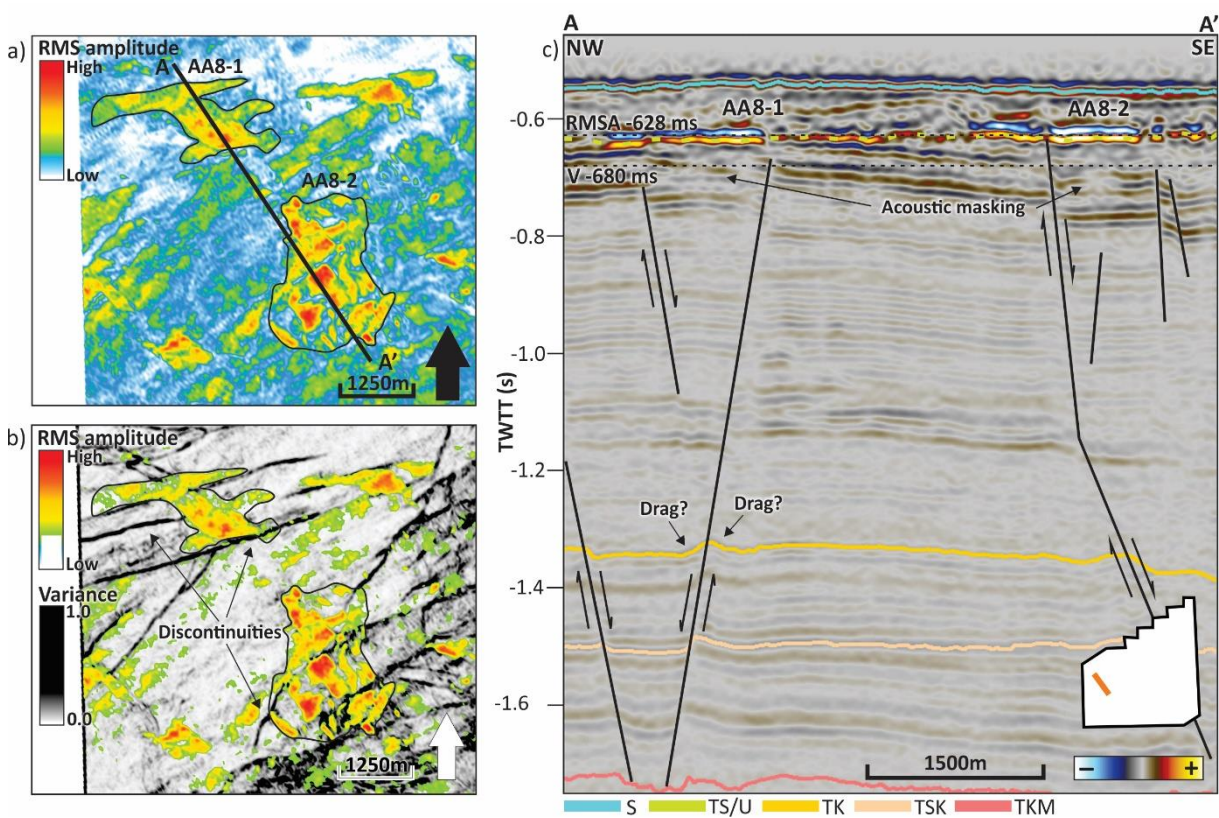 a)
RMS amplitude
High
Low
A
AA8-1
AA8-2
A'
1250m
b)
RMS amplitude
High
Low
Variance
1.0
0.0
Discontinuities
1250m
A
A'
c)
NW
SE
AA8-1
AA8-2
RMSA -628 ms
V -680 ms
Acoustic masking
-0.6
-0.8
-1.0
-1.2
-1.4
-1.6
TWTT (s)
Drag?
Drag?
1500m
− +
S TS/U TK TSK TKM